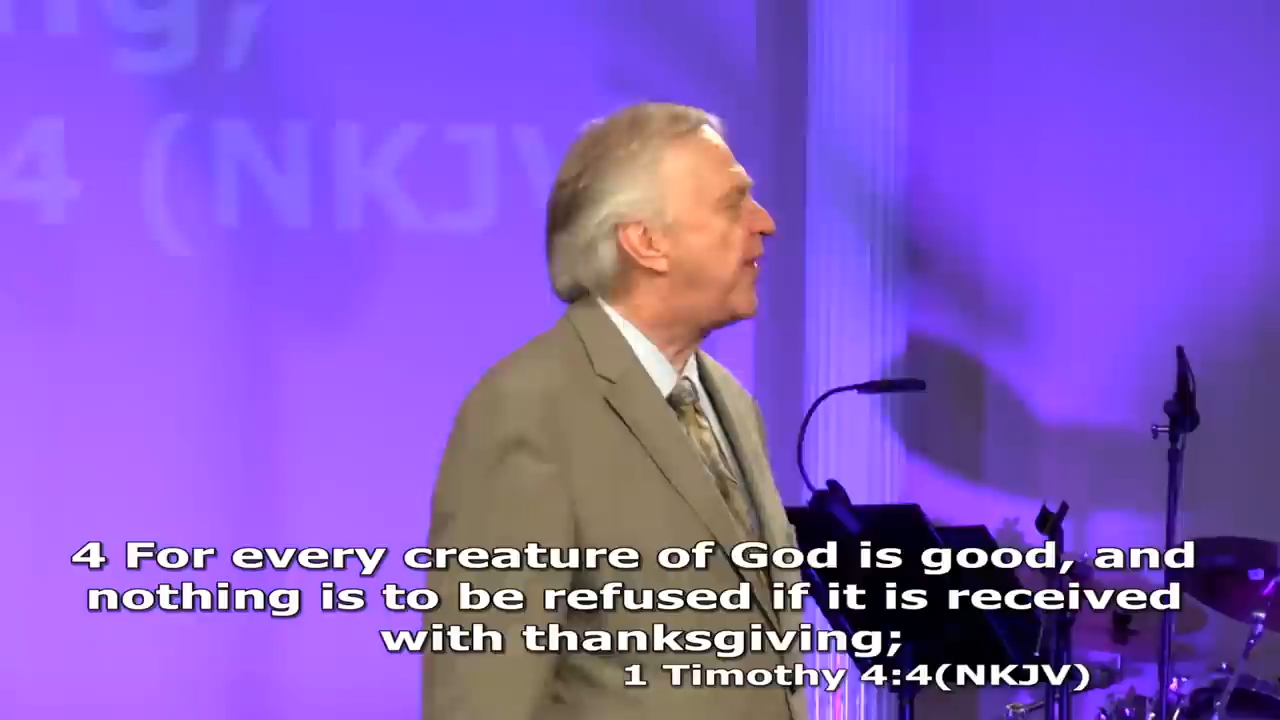 ng,
4 (NKJV
4 For every creature of God is good, and
nothing is to be refused if it is received
with thanksgiving;
1 Timothy 4:4(NKJV)